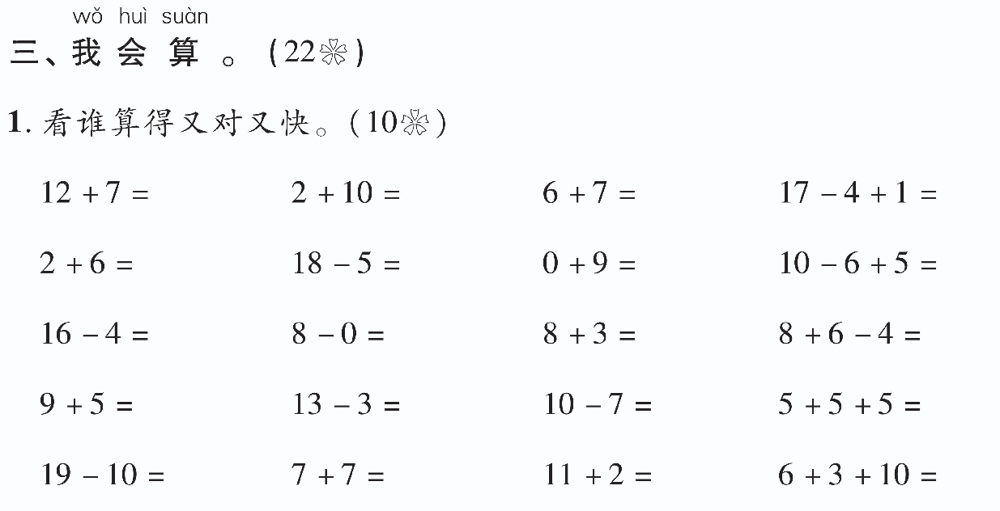 wǒ huì suàn
三、我会算。(22❀)
1. 看谁算得又对又快。(10❀)
12 + 7 = 2 + 10 = 6 + 7 = 17 − 4 + 1 =
2 + 6 = 18 − 5 = 0 + 9 = 10 − 6 + 5 =
16 − 4 = 8 − 0 = 8 + 3 = 8 + 6 − 4 =
9 + 5 = 13 − 3 = 10 − 7 = 5 + 5 + 5 =
19 − 10 = 7 + 7 = 11 + 2 = 6 + 3 + 10 =